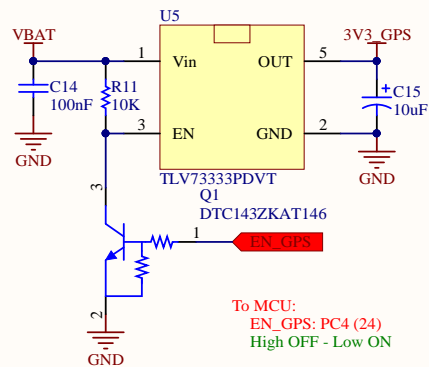 U5
VBAT
3V3_GPS
1
Vin
OUT
5
C14
100nF
R11
10K
C15
10uF
+
3
EN
GND
2
GND
GND
TLV73333PDVT
Q1
DTC143ZKAT146
3
1
EN_GPS
2
GND
To MCU:
EN_GPS: PC4 (24)
High OFF - Low ON